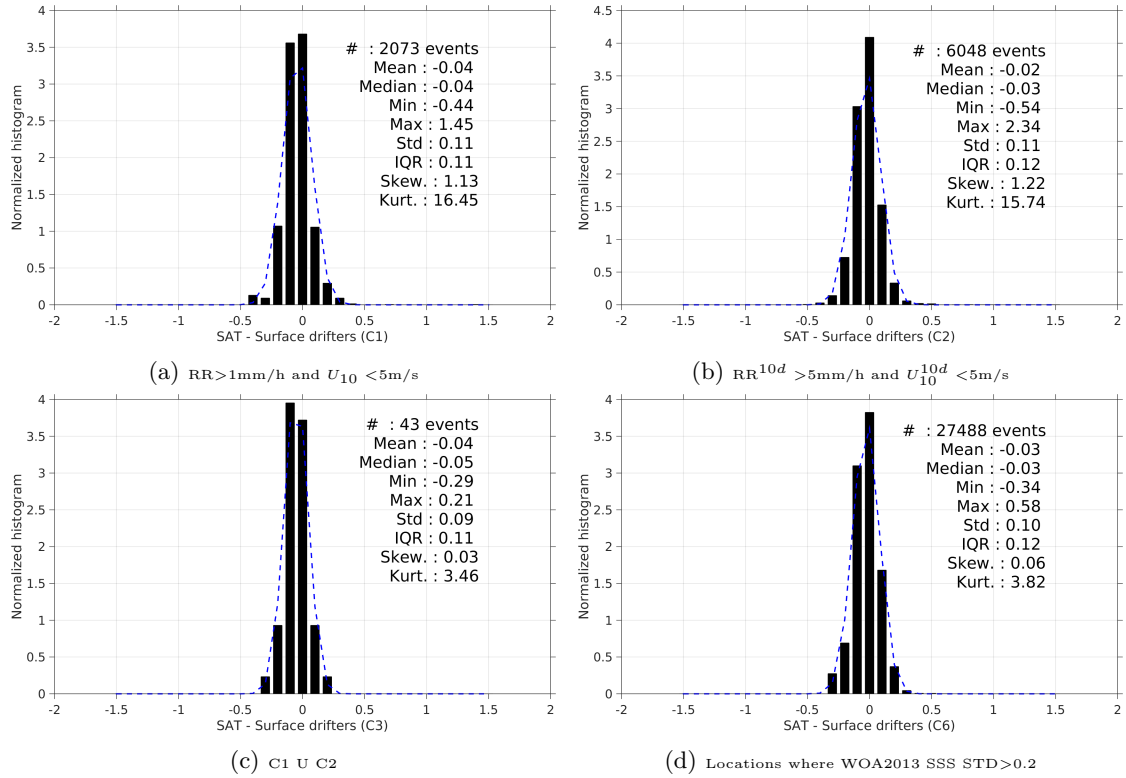 Normalized histogram
4
3.5
3
2.5
2
1.5
1
0.5
0
-2
-1.5
-1
-0.5
0
0.5
1
1.5
2
# : 2073 events
Mean : -0.04
Median : -0.04
Min : -0.44
Max : 1.45
Std : 0.11
IQR : 0.11
Skew. : 1.13
Kurt. : 16.45
SAT - Surface drifters (C1)
(a) RR>1mm/h and U10 <5m/s
Normalized histogram
4.5
4
3.5
3
2.5
2
1.5
1
0.5
0
-2
-1.5
-1
-0.5
0
0.5
1
1.5
2
# : 6048 events
Mean : -0.02
Median : -0.03
Min : -0.54
Max : 2.34
Std : 0.11
IQR : 0.12
Skew. : 1.22
Kurt. : 15.74
SAT - Surface drifters (C2)
(b) RR10d >5mm/h and U10d10 <5m/s
Normalized histogram
4
3.5
3
2.5
2
1.5
1
0.5
0
-2
-1.5
-1
-0.5
0
0.5
1
1.5
2
# : 43 events
Mean : -0.04
Median : -0.05
Min : -0.29
Max : 0.21
Std : 0.09
IQR : 0.11
Skew. : 0.03
Kurt. : 3.46
SAT - Surface drifters (C3)
(c) C1 U C2
Normalized histogram
4
3.5
3
2.5
2
1.5
1
0.5
0
-2
-1.5
-1
-0.5
0
0.5
1
1.5
2
# : 27488 events
Mean : -0.03
Median : -0.03
Min : -0.34
Max : 0.58
Std : 0.10
IQR : 0.12
Skew. : 0.06
Kurt. : 3.82
SAT - Surface drifters (C6)
(d) Locations where WOA2013 SSS STD>0.2